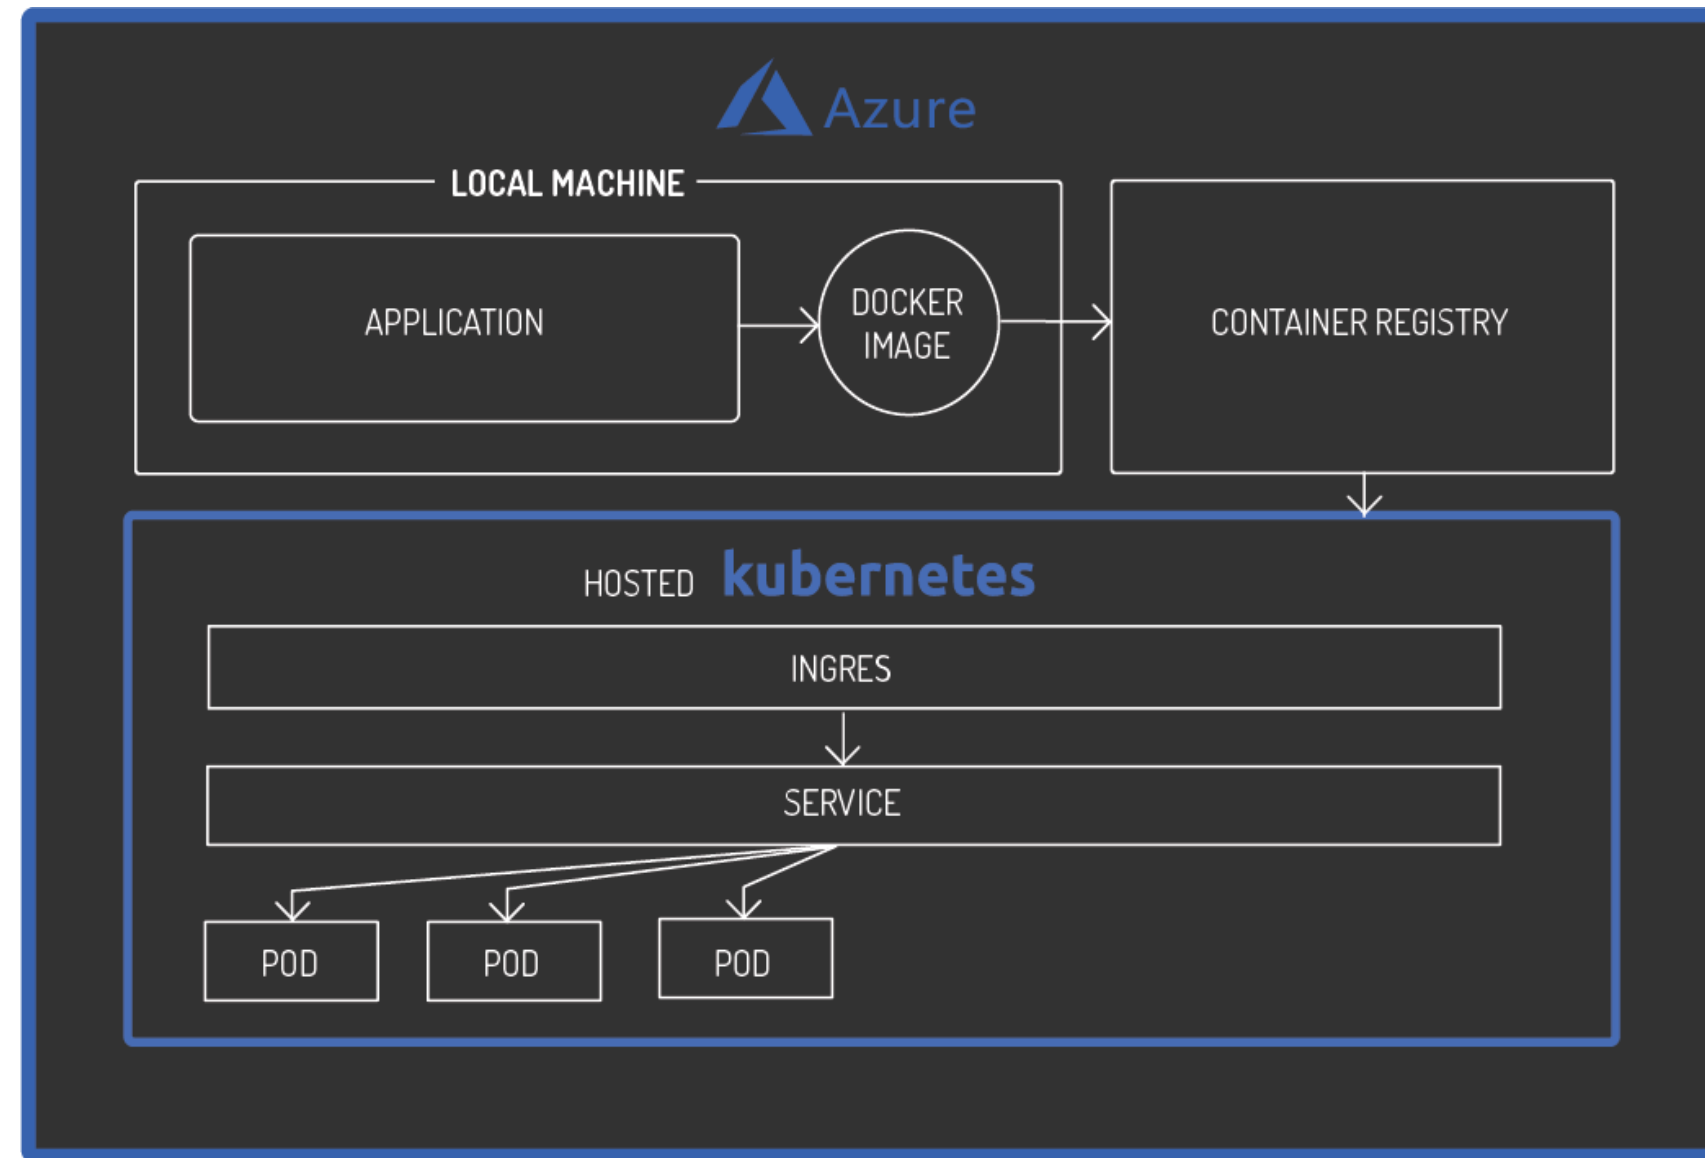 Azure
LOCAL MACHINE
APPLICATION
DOCKER
IMAGE
CONTAINER REGISTRY
HOSTED kubernetes
INGRES
SERVICE
POD
POD
POD